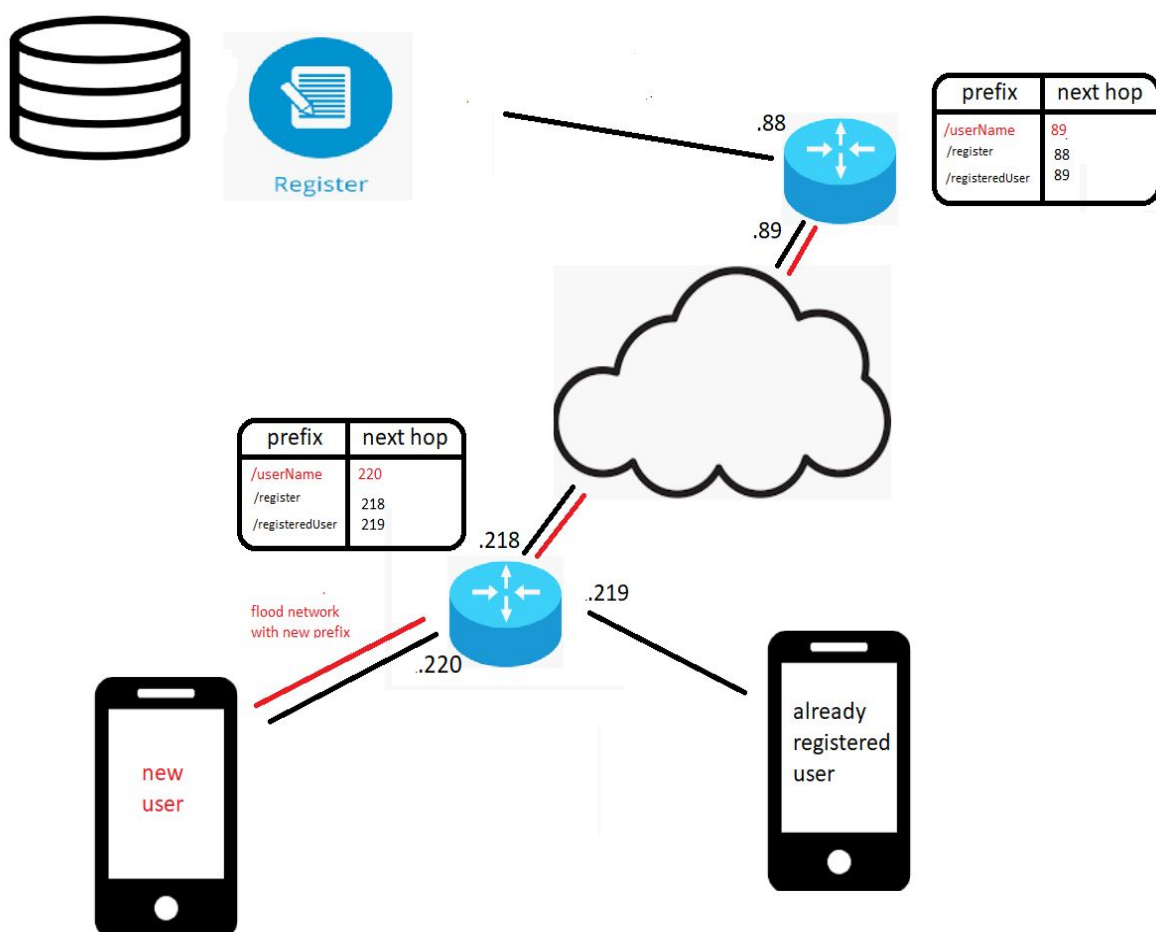 Register
.88
.89
prefix next hop
/userName 89
/register 88
/registeredUser 89
prefix next hop
/userName 220
/register 218
/registeredUser 219
.218
.219
.220
flood network
with new prefix
new
user
already
registered
user